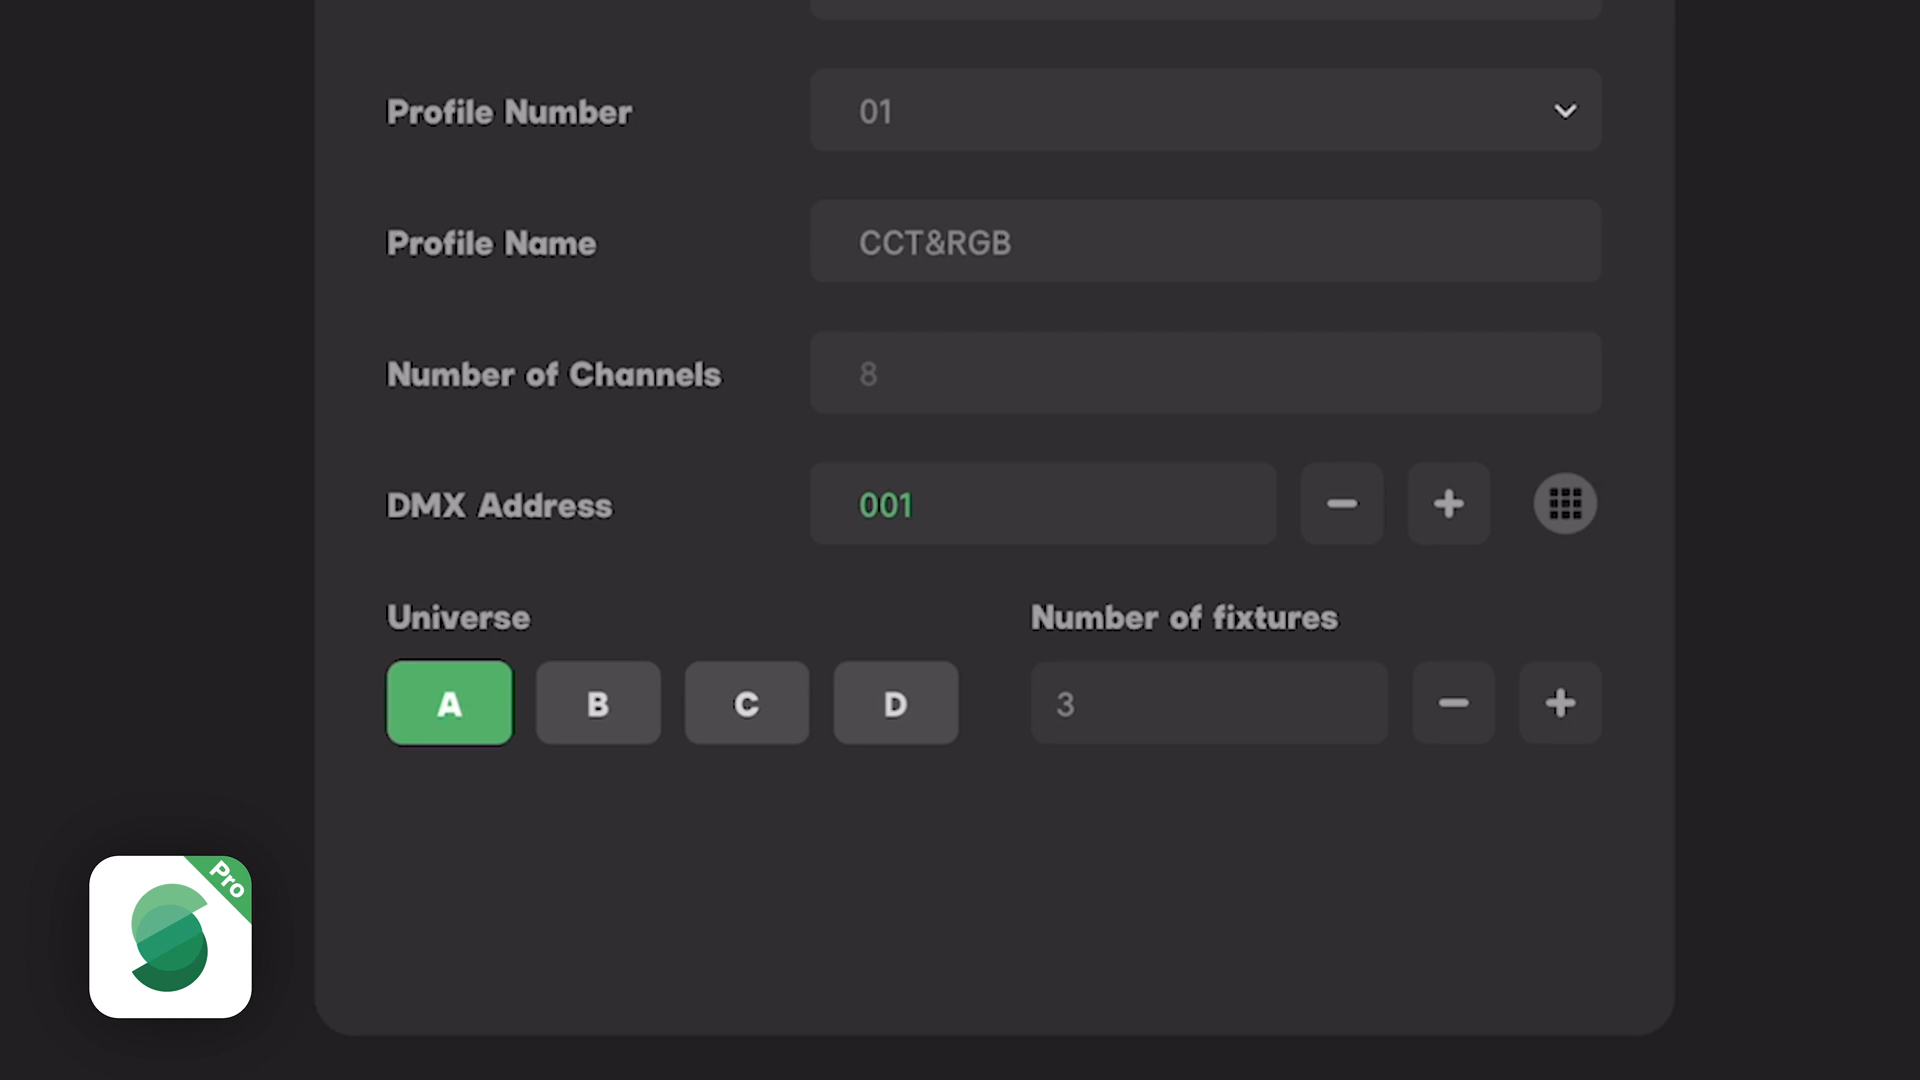 Profile Number 01
Profile Name CCT&RGB
Number of Channels 8
DMX Address 001
Universe Number of fixtures
A B C D 3
Pro